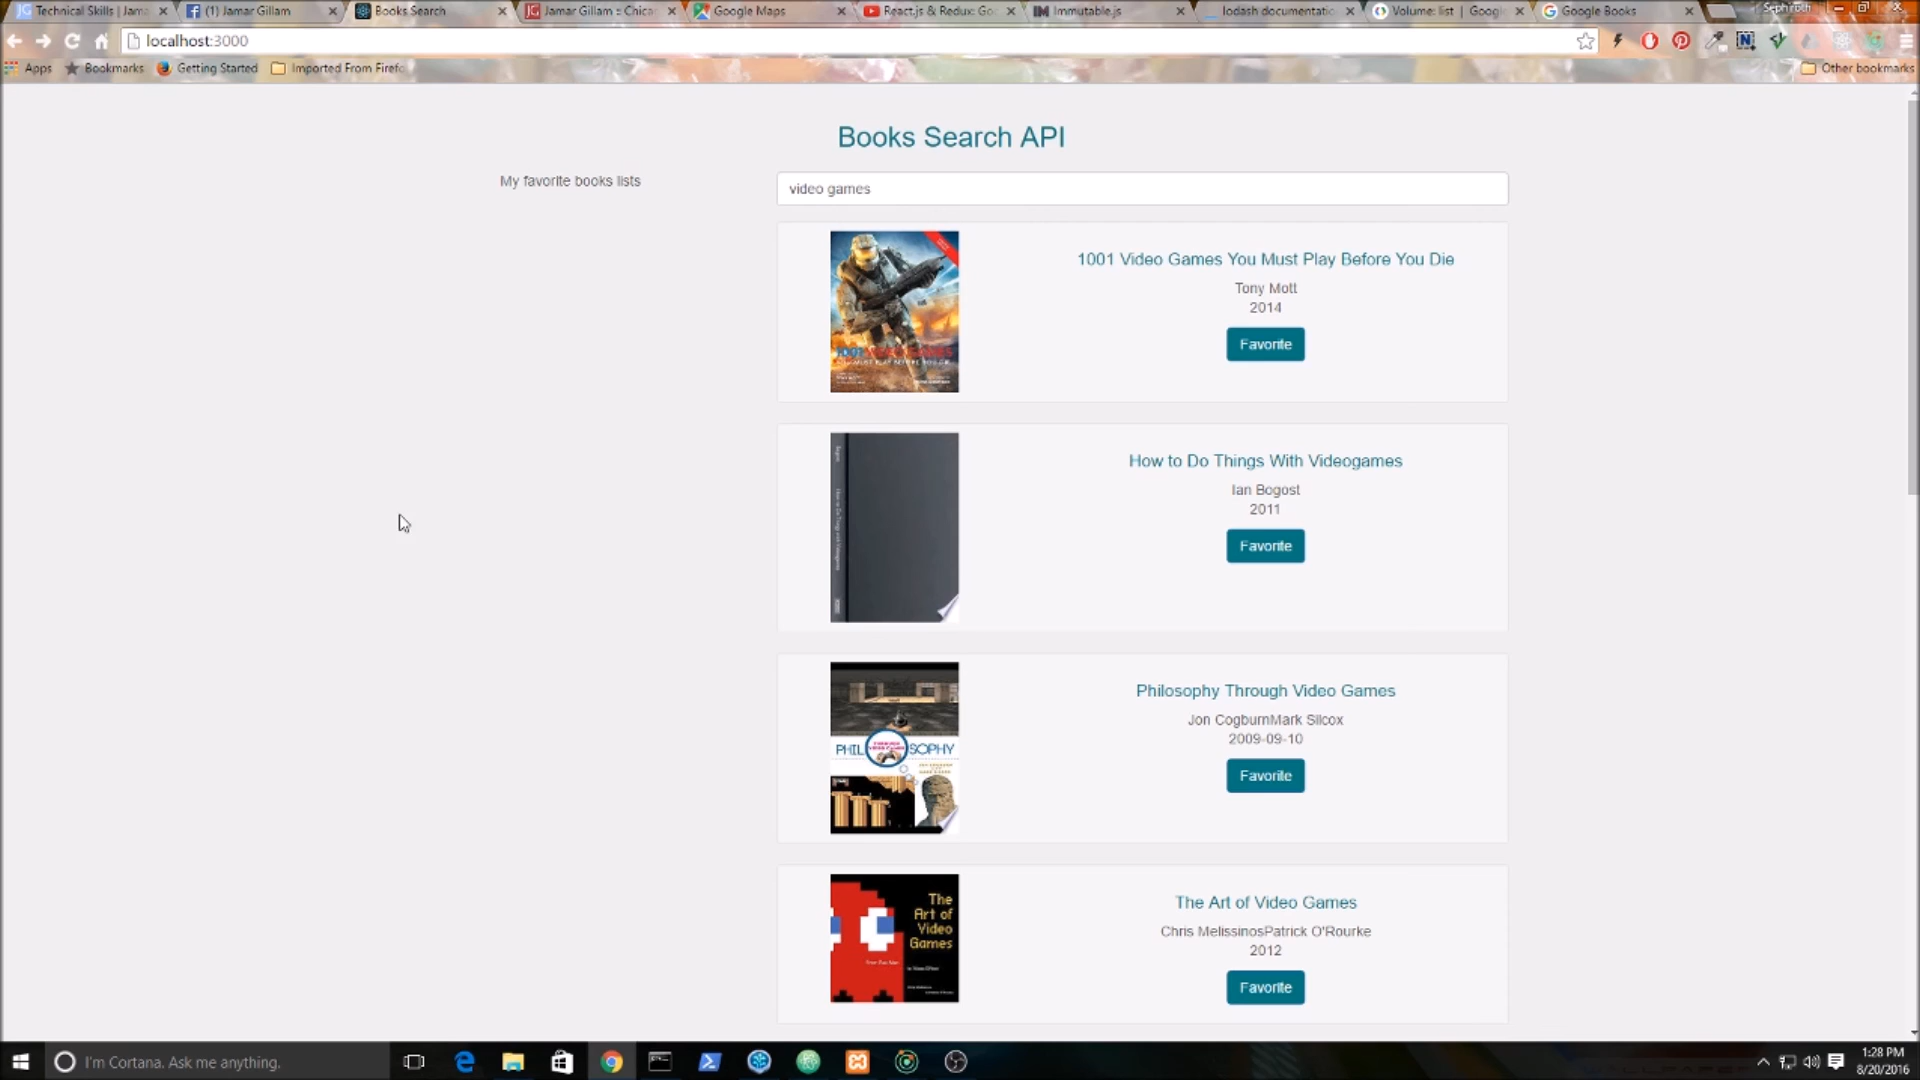 Technical Skills | Jama
(1) Jamar Gillam
Books Search
Jamar Gillam :: Chica
Google Maps
React.js & Redux: Go
Immutable.js
lodash documentatio
Volume: list | Googl
Google Books
Sephiroth
localhost:3000
Apps
Bookmarks
Getting Started
Imported From Firefo
Other bookmarks
Books Search API
My favorite books lists
video games
1001 Video Games You Must Play Before You Die
Tony Mott
2014
Favorite
How to Do Things With Videogames
Ian Bogost
2011
Favorite
Philosophy Through Video Games
Jon CogburnMark Silcox
2009-09-10
Favorite
PHIL SOPHY
The Art of Video Games
Chris MelissinosPatrick O'Rourke
2012
Favorite
The
Art of
Video
Games
I'm Cortana. Ask me anything.
1:28 PM
8/20/2016